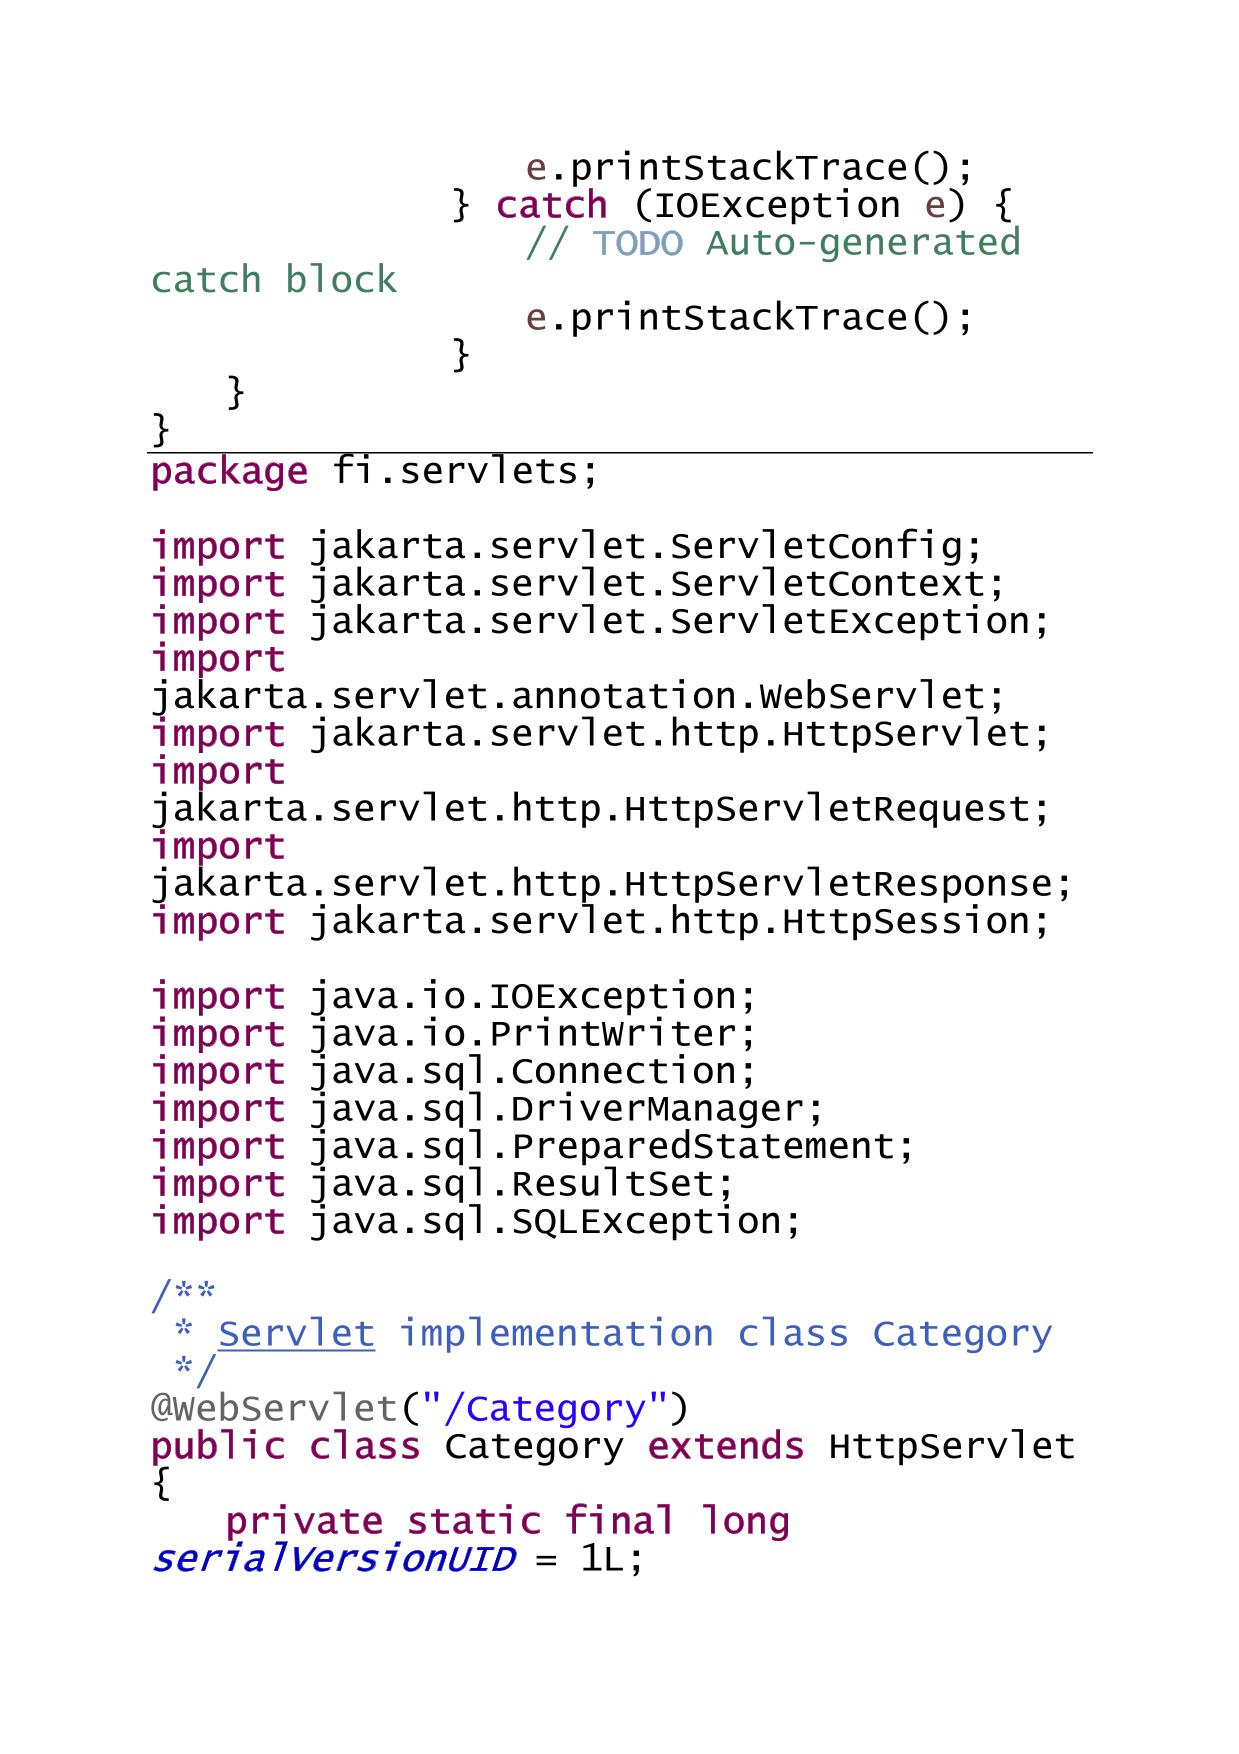 e.printStackTrace();
} catch (IOException e) {
// TODO Auto-generated
catch block
e.printStackTrace();
}
}
}
package fi.servlets;
import jakarta.servlet.ServletConfig;
import jakarta.servlet.ServletContext;
import jakarta.servlet.ServletException;
import
jakarta.servlet.annotation.WebServlet;
import jakarta.servlet.http.HttpServlet;
import
jakarta.servlet.http.HttpServletRequest;
import
jakarta.servlet.http.HttpServletResponse;
import jakarta.servlet.http.HttpSession;
import java.io.IOException;
import java.io.PrintWriter;
import java.sql.Connection;
import java.sql.DriverManager;
import java.sql.PreparedStatement;
import java.sql.ResultSet;
import java.sql.SQLException;
/**
* Servlet implementation class Category
*/
@WebServlet("/Category")
public class Category extends HttpServlet
{
private static final long
serialVersionUID = 1L;